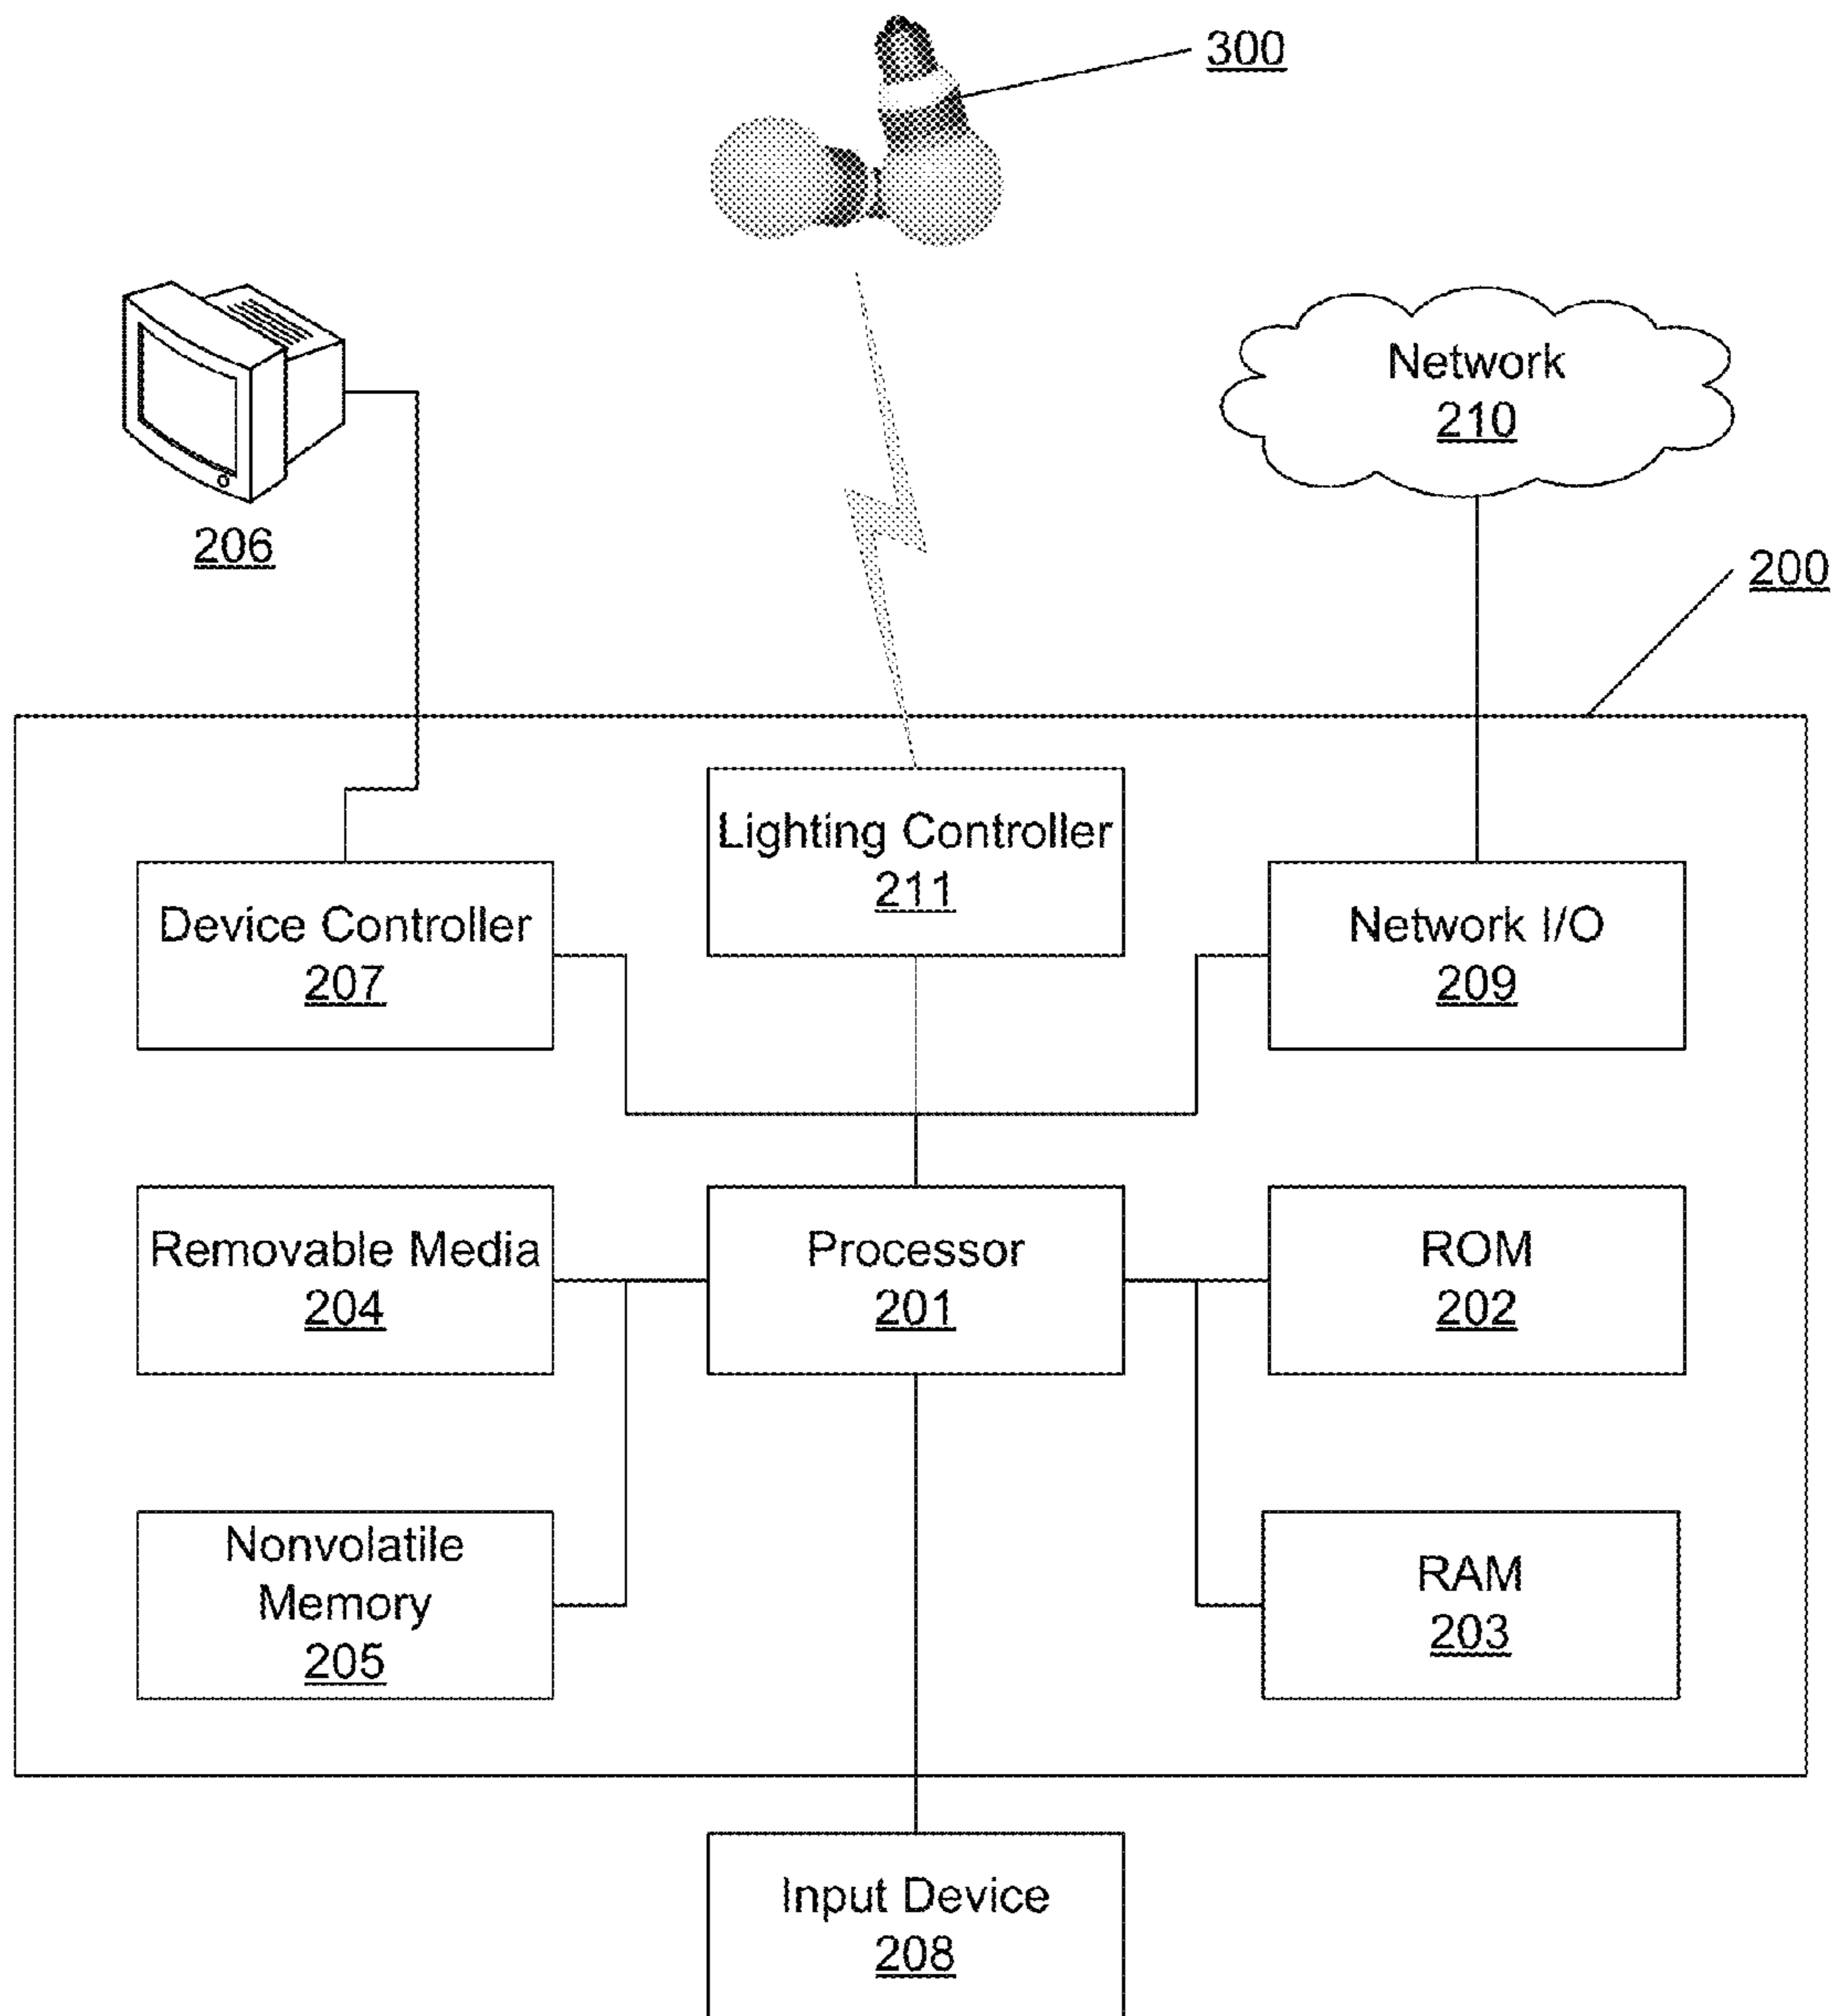 300
Network
210
206
200
Lighting Controller
211
Device Controller
207
Network I/O
209
Removable Media
204
Processor
201
ROM
202
Nonvolatile
Memory
205
RAM
203
Input Device
208